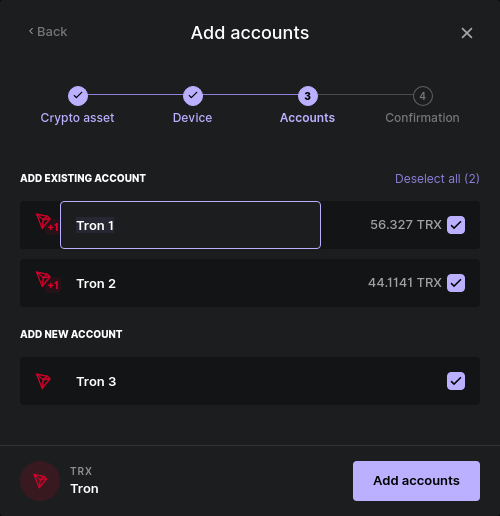 Back
Add accounts
3
4
Crypto asset
Device
Accounts
Confirmation
ADD EXISTING ACCOUNT
Deselect all (2)
+1
Tron 1
56.327 TRX
+1
Tron 2
44.1141 TRX
ADD NEW ACCOUNT
Tron 3
TRX
Tron
Add accounts